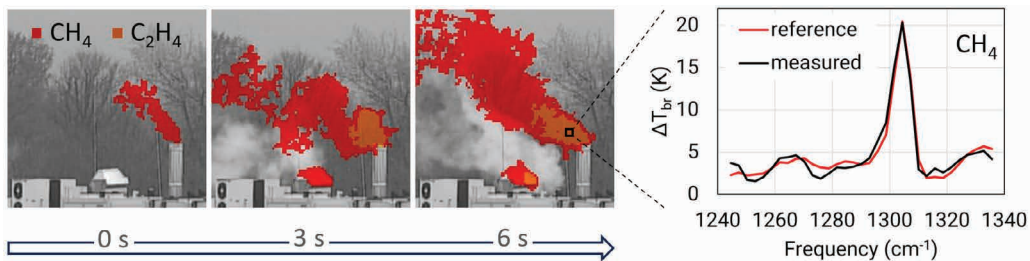 CH₄ C₂H₄
0 s 3 s 6 s
reference
measured
CH₄
ΔT_br (K)
20
15
10
5
0
1240 1260 1280 1300 1320 1340
Frequency (cm⁻¹)